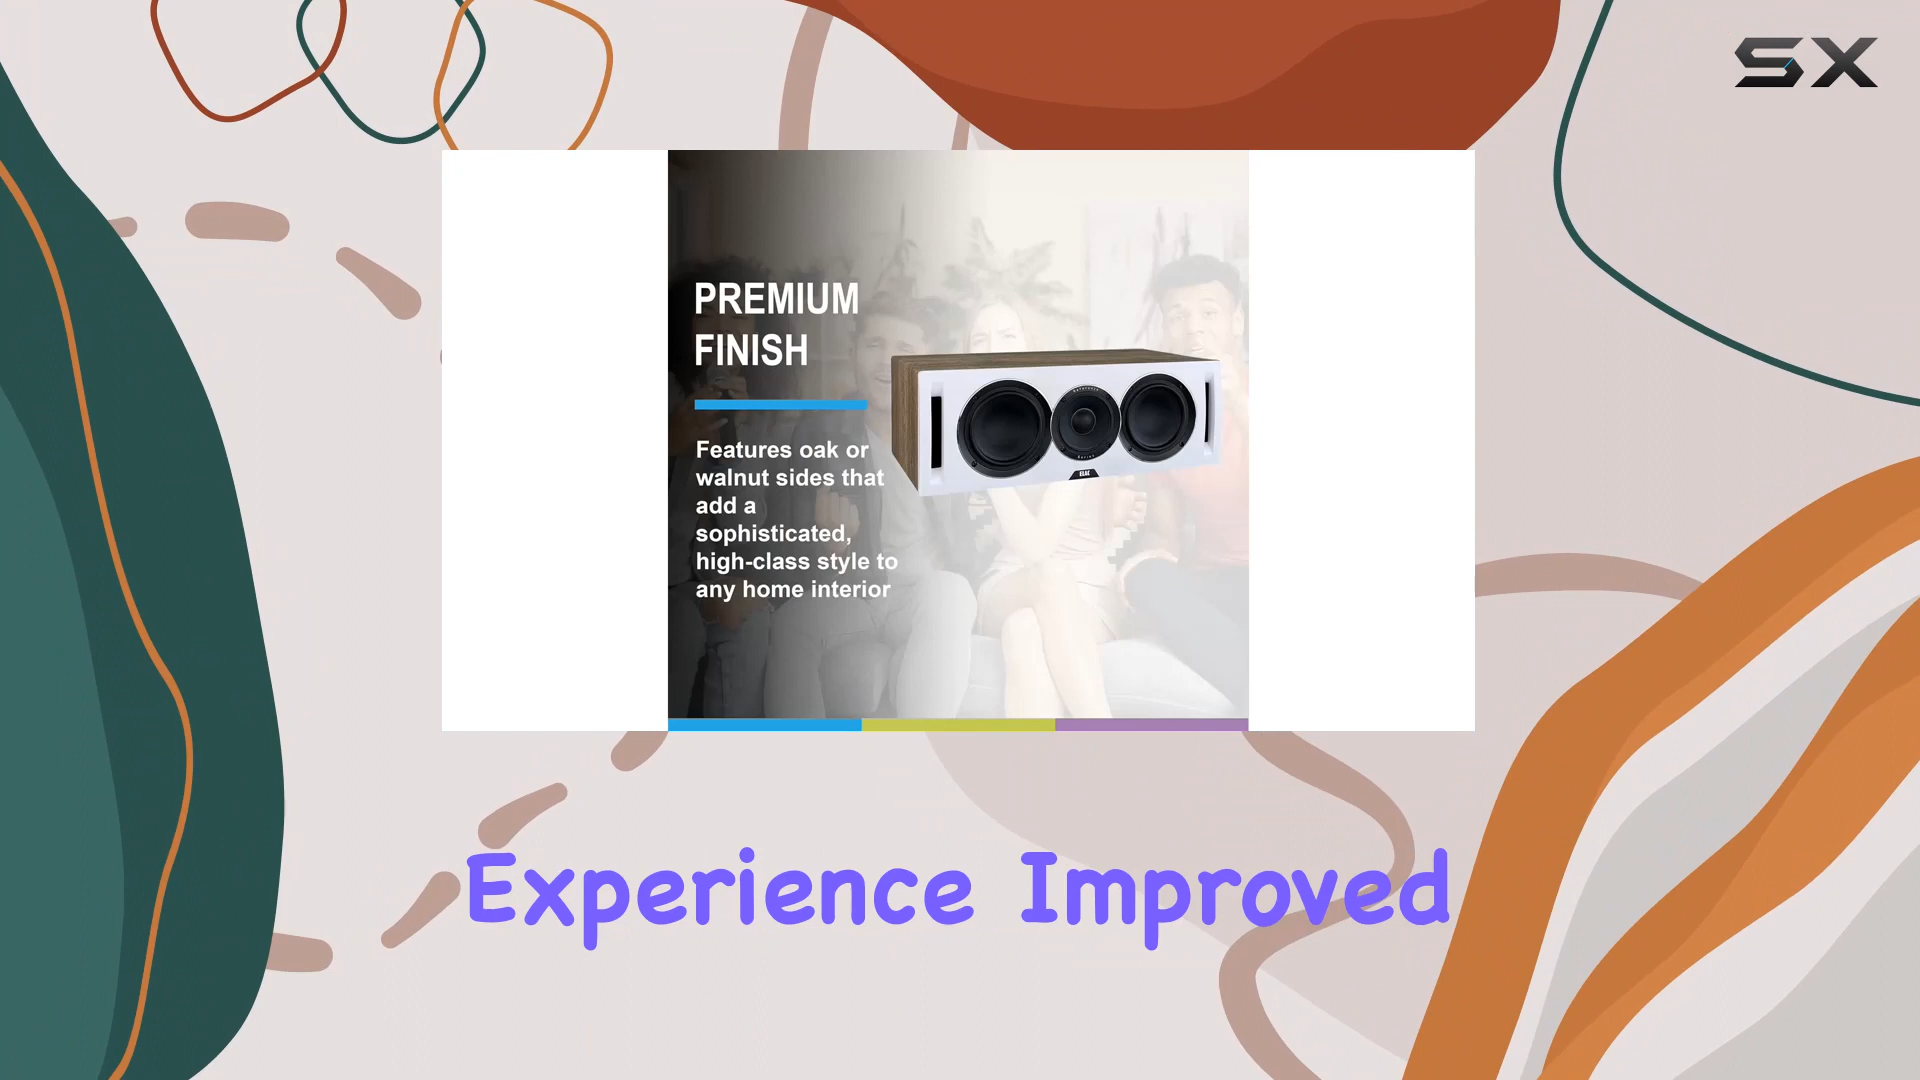 SX
PREMIUM
FINISH
Features oak or
walnut sides that
add a
sophisticated,
high-class style to
any home interior
ELAC
Experience Improved